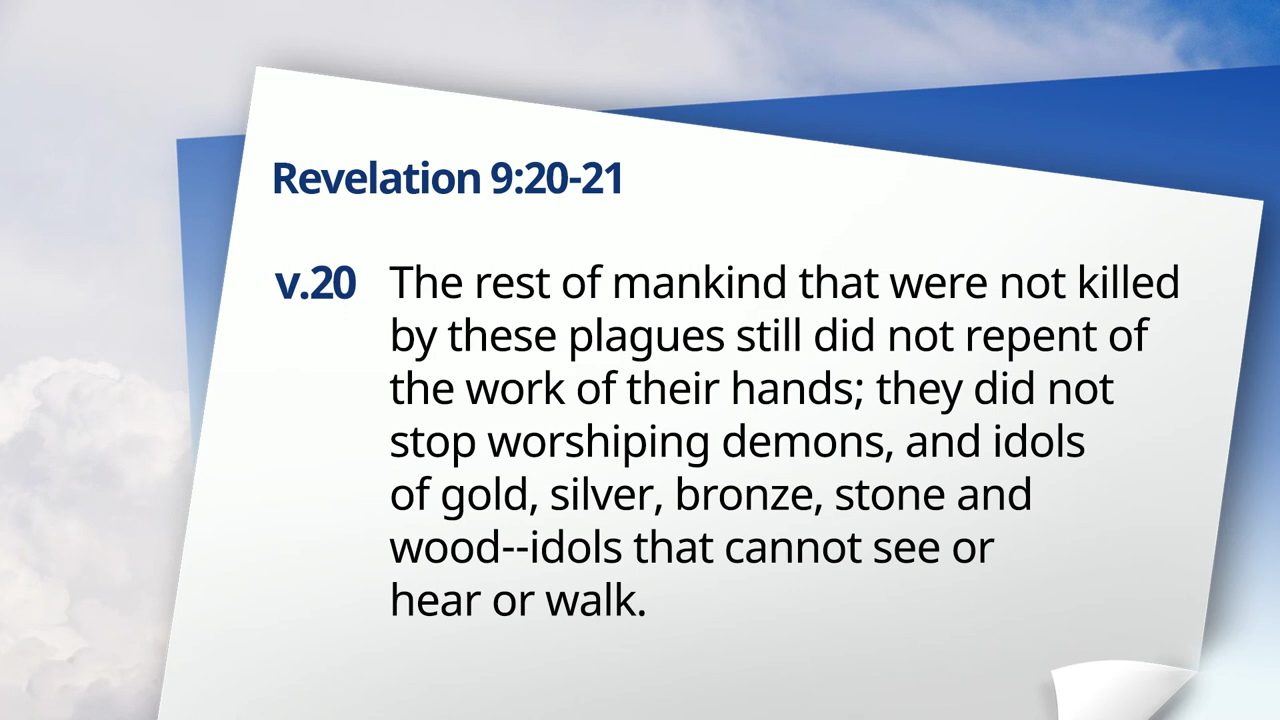 Revelation 9:20-21
v.20 The rest of mankind that were not killed
by these plagues still did not repent of
the work of their hands; they did not
stop worshiping demons, and idols
of gold, silver, bronze, stone and
wood--idols that cannot see or
hear or walk.